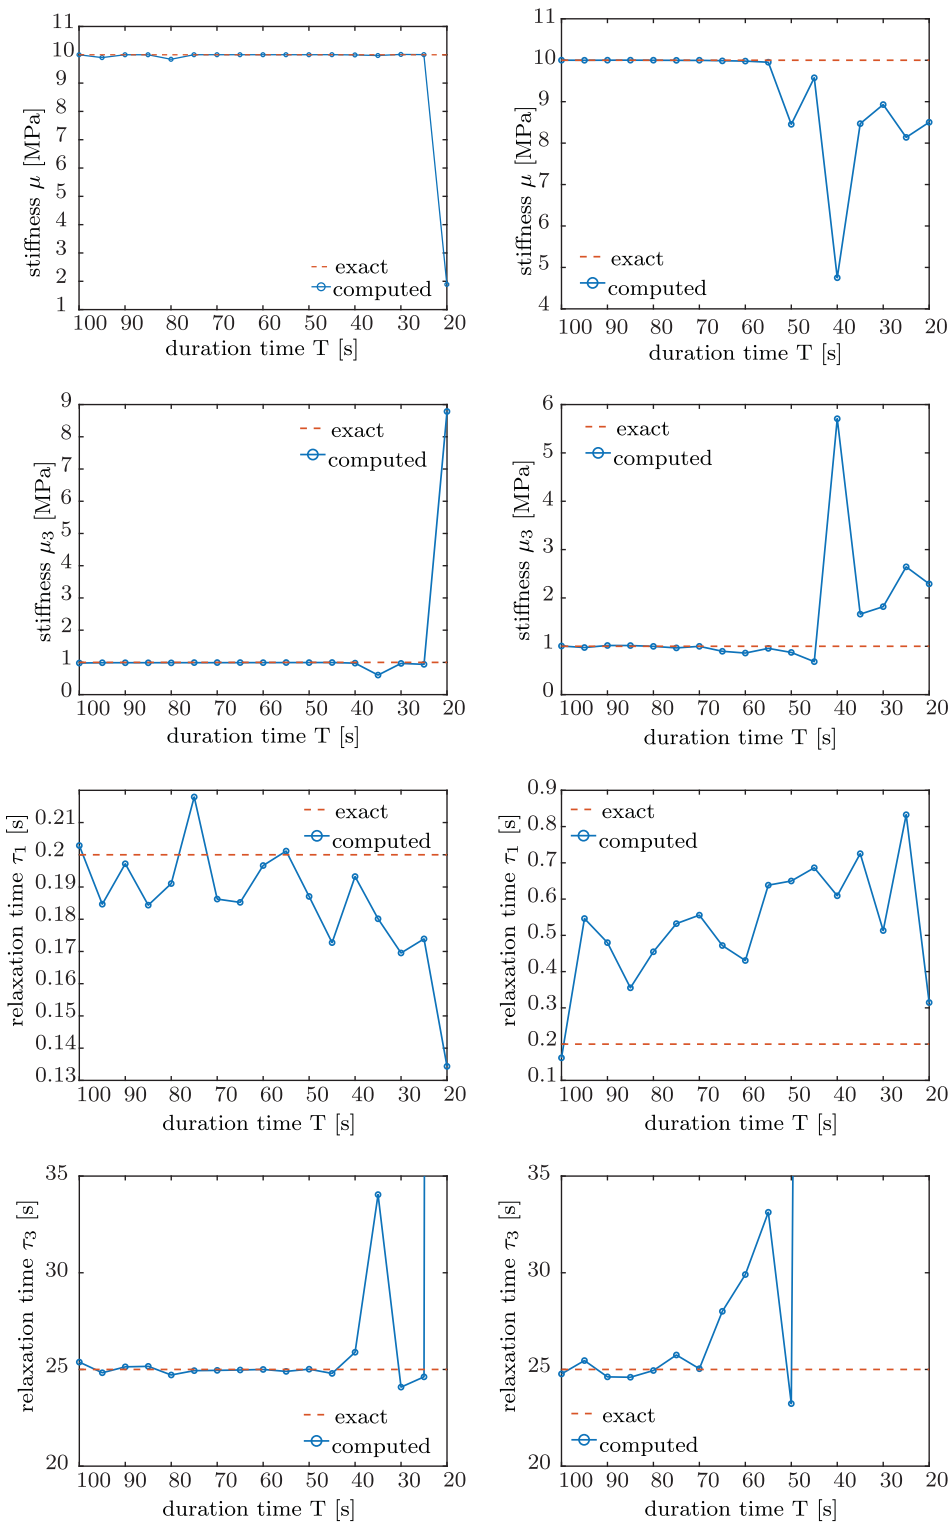 11
10
9
8
7
6
5
4
3
2
1
stiffness μ [MPa]
exact
computed
100 90 80 70 60 50 40 30 20
duration time T [s]
11
10
9
8
7
6
5
4
stiffness μ [MPa]
exact
computed
100 90 80 70 60 50 40 30 20
duration time T [s]
9
8
7
6
5
4
3
2
1
0
stiffness μ3 [MPa]
exact
computed
100 90 80 70 60 50 40 30 20
duration time T [s]
6
5
4
3
2
1
0
stiffness μ3 [MPa]
exact
computed
100 90 80 70 60 50 40 30 20
duration time T [s]
0.21
0.2
0.19
0.18
0.17
0.16
0.15
0.14
0.13
relaxation time τ1 [s]
exact
computed
100 90 80 70 60 50 40 30 20
duration time T [s]
0.9
0.8
0.7
0.6
0.5
0.4
0.3
0.2
0.1
relaxation time τ1 [s]
exact
computed
100 90 80 70 60 50 40 30 20
duration time T [s]
35
30
25
20
relaxation time τ3 [s]
exact
computed
100 90 80 70 60 50 40 30 20
duration time T [s]
35
30
25
20
relaxation time τ3 [s]
exact
computed
100 90 80 70 60 50 40 30 20
duration time T [s]